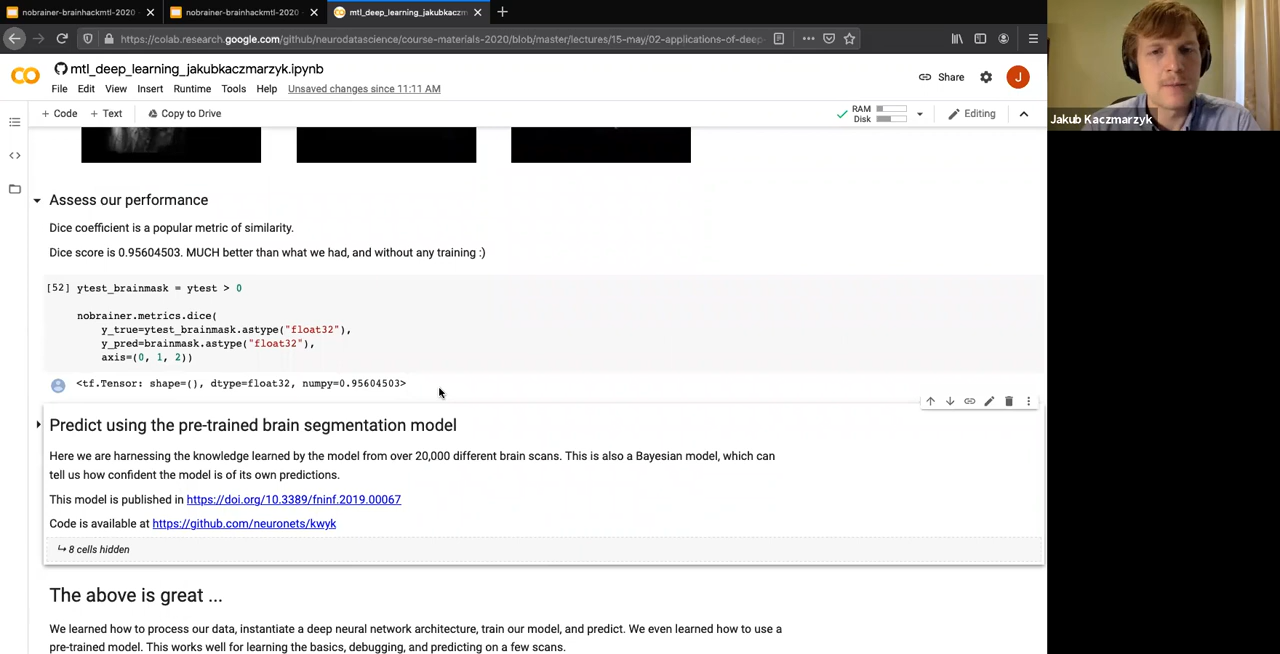 nobrainer-brainhackmtl-2020
nobrainer-brainhackmtl-2020
mtl_deep_learning_jakubkaczm
https://colab.research.google.com/github/neurodatascience/course-materials-2020/blob/master/lectures/15-may/02-applications-of-deep-
mtl_deep_learning_jakubkaczmarzyk.ipynb
Share
J
File Edit View Insert Runtime Tools Help Unsaved changes since 11:11 AM
+ Code + Text Copy to Drive
RAM
Disk
Editing
Jakub Kaczmarzyk
Assess our performance
Dice coefficient is a popular metric of similarity.
Dice score is 0.95604503. MUCH better than what we had, and without any training :)
[52] ytest_brainmask = ytest > 0
nobrainer.metrics.dice(
y_true=ytest_brainmask.astype("float32"),
y_pred=brainmask.astype("float32"),
axis=(0, 1, 2))
<tf.Tensor: shape=(), dtype=float32, numpy=0.95604503>
Predict using the pre-trained brain segmentation model
Here we are harnessing the knowledge learned by the model from over 20,000 different brain scans. This is also a Bayesian model, which can
tell us how confident the model is of its own predictions.
This model is published in https://doi.org/10.3389/fninf.2019.00067
Code is available at https://github.com/neuronets/kwyk
8 cells hidden
The above is great ...
We learned how to process our data, instantiate a deep neural network architecture, train our model, and predict. We even learned how to use a
pre-trained model. This works well for learning the basics, debugging, and predicting on a few scans.